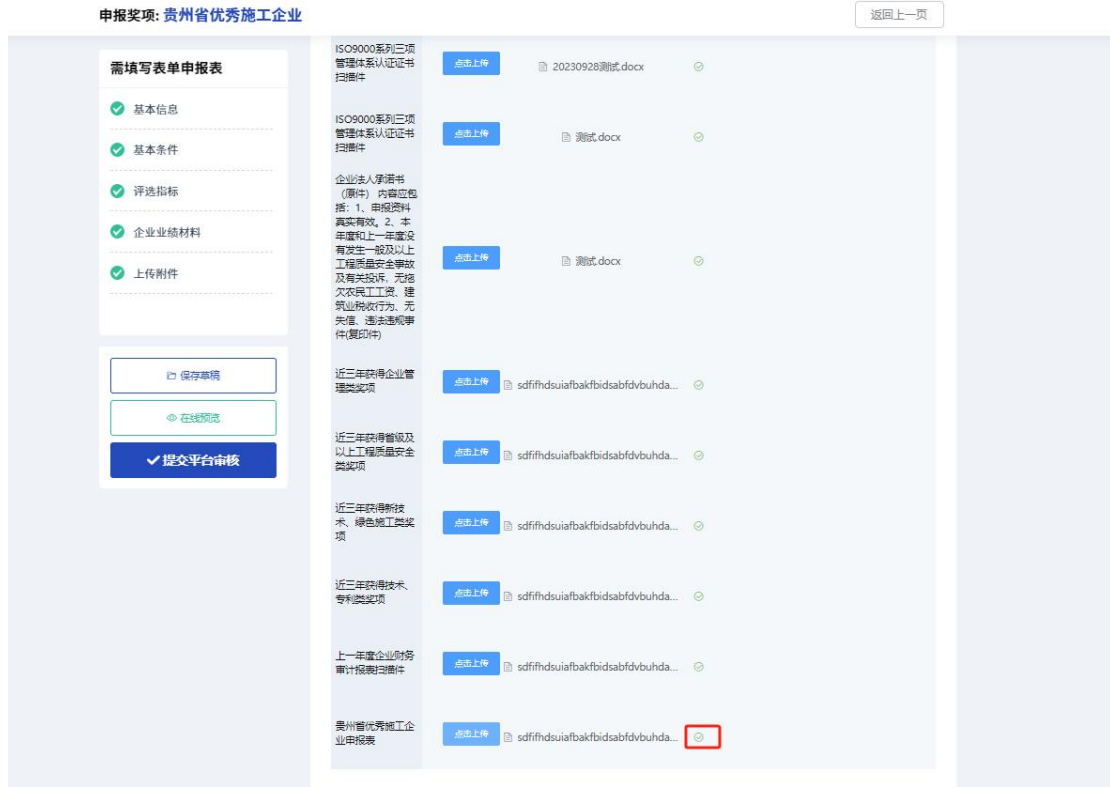 申报奖项: 贵州省优秀施工企业
返回上一页
需填写表单申报表
基本信息
基本条件
评选指标
企业业绩材料
上传附件
保存草稿
在线预览
提交平台审核
ISO9000系列三项
管理体系认证证书
扫描件
点击上传
20230928测试.docx
ISO9000系列三项
管理体系认证证书
扫描件
点击上传
测试.docx
企业法人承诺书
（原件） 内容应包
括：1、申报资料
真实有效。2、本
年度和上一年度没
有发生一般及以上
工程质量安全事故
及有关投诉，无拖
欠农民工工资、建
筑业税收行为、无
失信、违法违规事
件(复印件)
点击上传
测试.docx
近三年获得企业管
理类奖项
点击上传
sdfifhdsuiafbakfbidsabfdvbuhda...
近三年获得省级及
以上工程质量安全
类奖项
点击上传
sdfifhdsuiafbakfbidsabfdvbuhda...
近三年获得新技
术、绿色施工类奖
项
点击上传
sdfifhdsuiafbakfbidsabfdvbuhda...
近三年获得技术、
专利类奖项
点击上传
sdfifhdsuiafbakfbidsabfdvbuhda...
上一年度企业财务
审计报表扫描件
点击上传
sdfifhdsuiafbakfbidsabfdvbuhda...
贵州省优秀施工企
业申报表
点击上传
sdfifhdsuiafbakfbidsabfdvbuhda...